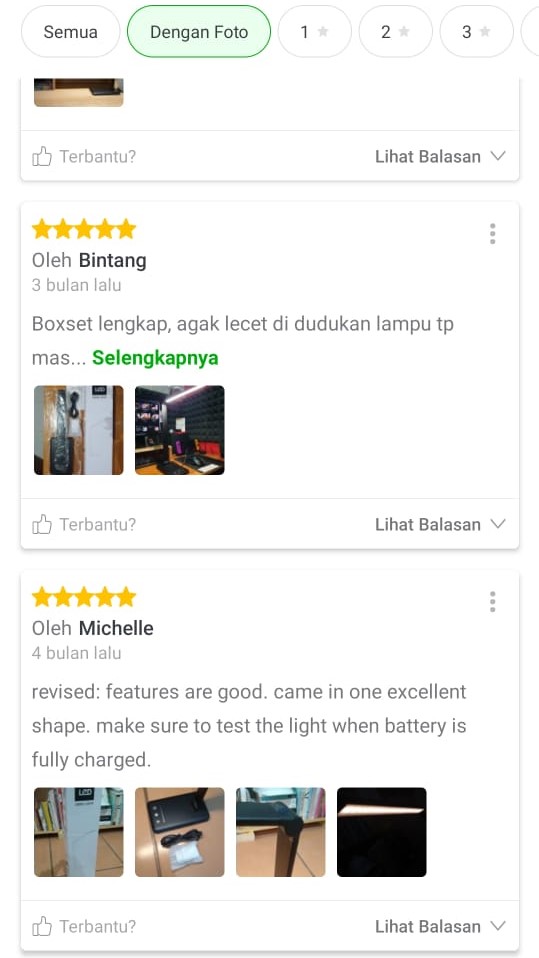 Semua
Dengan Foto
1
2
3
Terbantu?
Lihat Balasan
Oleh Bintang
3 bulan lalu
Boxset lengkap, agak lecet di dudukan lampu tp
mas... Selengkapnya
LED
Terbantu?
Lihat Balasan
Oleh Michelle
4 bulan lalu
revised: features are good. came in one excellent
shape. make sure to test the light when battery is
fully charged.
LED
Terbantu?
Lihat Balasan